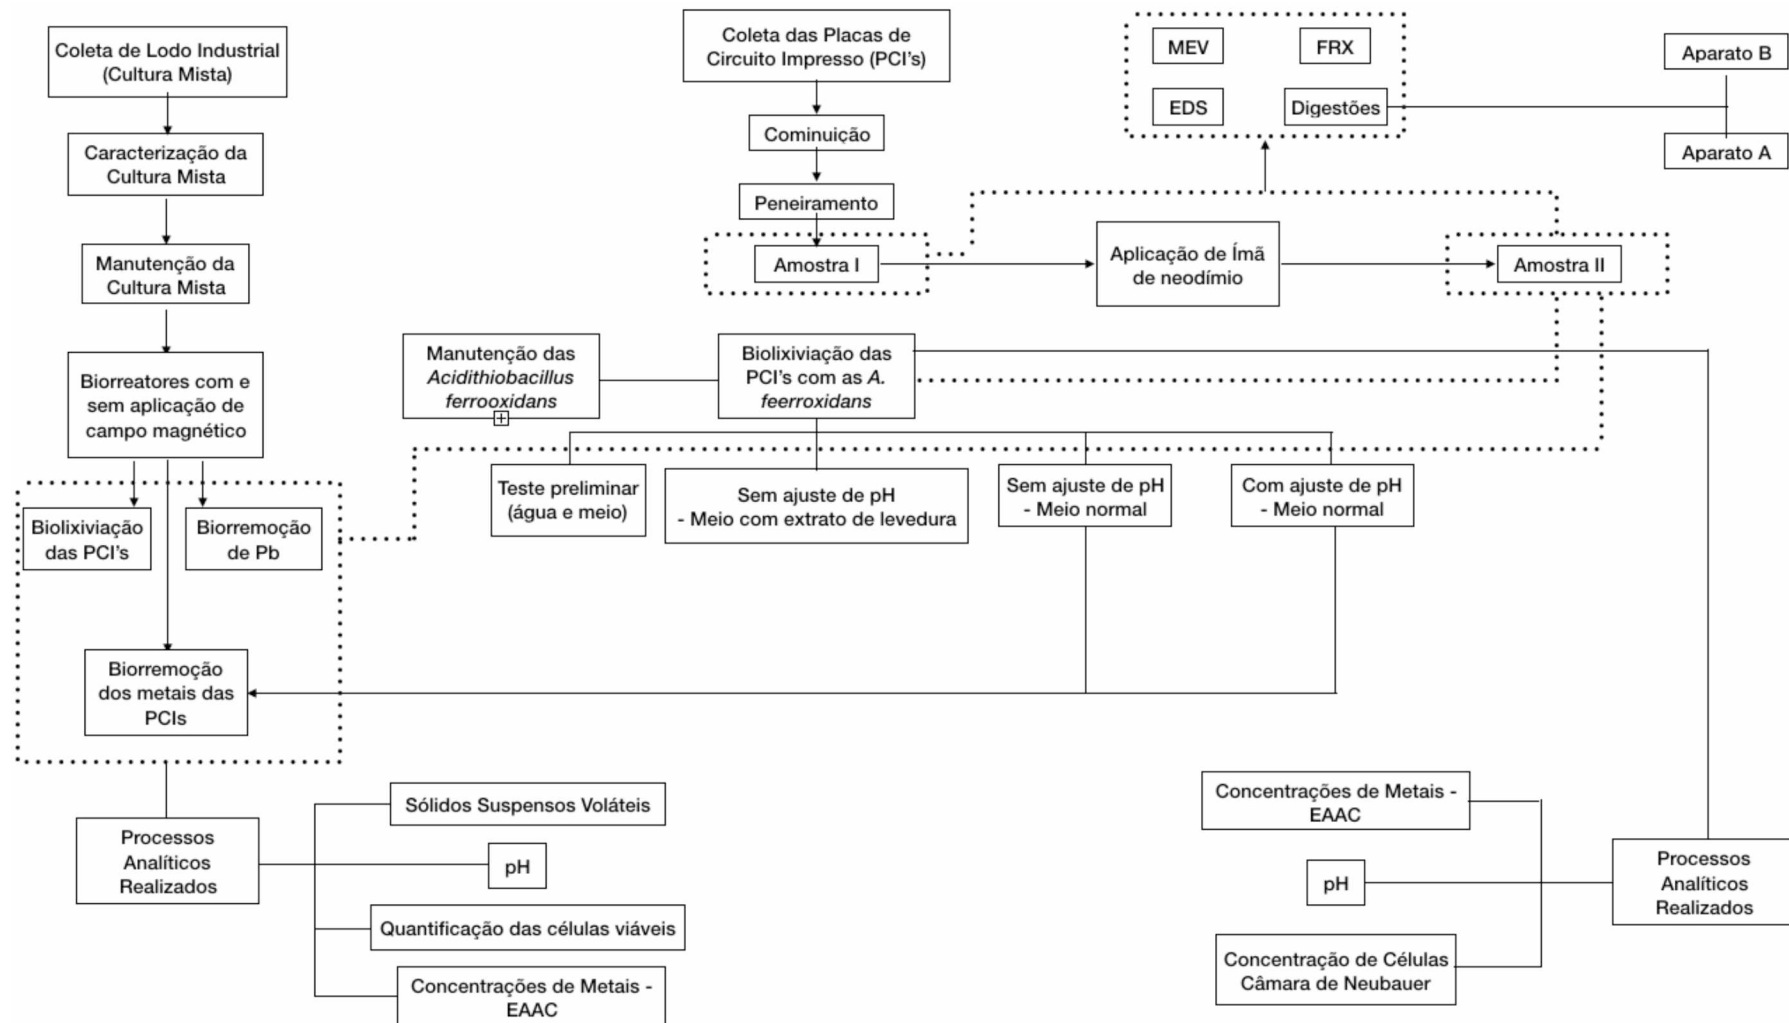 Coleta de Lodo Industrial
(Cultura Mista)
Caracterização da
Cultura Mista
Manutenção da
Cultura Mista
Biorreatores com e
sem aplicação de
campo magnético
Biolixiviação
das PCI's
Biorremoção
de Pb
Biorremoção
dos metais das
PCIs
Processos
Analíticos
Realizados
Sólidos Suspensos Voláteis
pH
Quantificação das células viáveis
Concentrações de Metais -
EAAC
Coleta das Placas de
Circuito Impresso (PCI's)
Cominuição
Peneiramento
Amostra I
Aplicação de Ímã
de neodímio
Amostra II
MEV
FRX
EDS
Digestões
Aparato B
Aparato A
Manutenção das
Acidithiobacillus
ferrooxidans
Biolixiviação das
PCI's com as A.
feerroxidans
Teste preliminar
(água e meio)
Sem ajuste de pH
- Meio com extrato de levedura
Sem ajuste de pH
- Meio normal
Com ajuste de pH
- Meio normal
Concentrações de Metais -
EAAC
pH
Concentração de Células
Câmara de Neubauer
Processos
Analíticos
Realizados